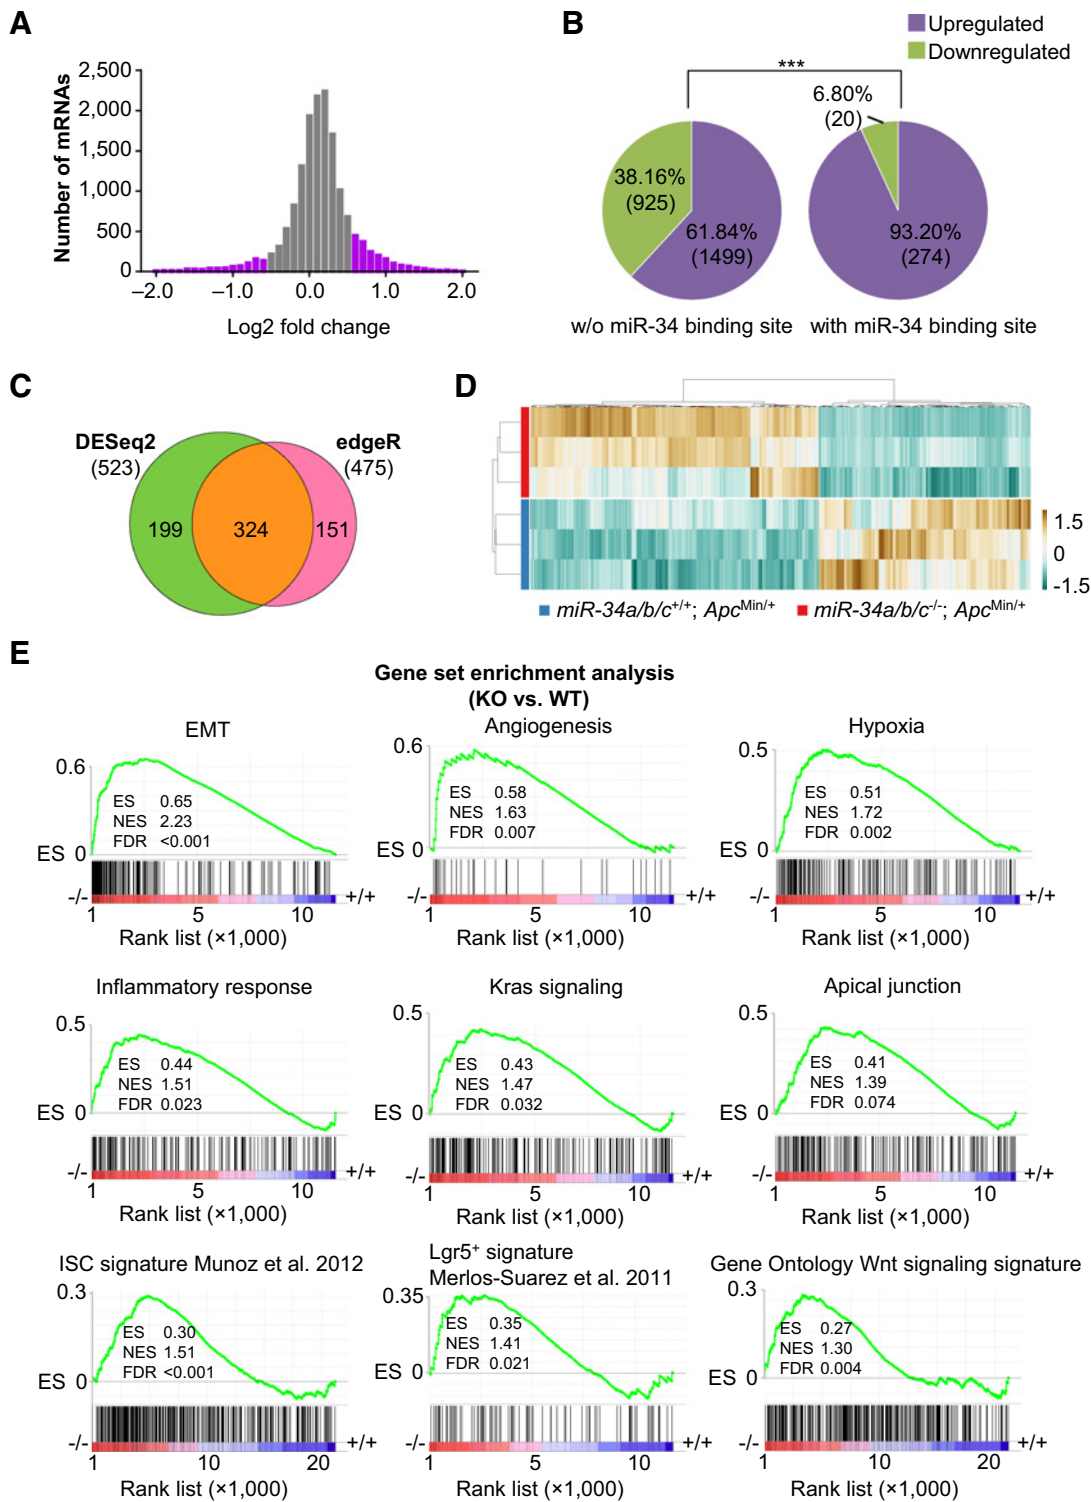 A
Number of mRNAs
2,500
2,000
1,500
1,000
500
0
–2.0 –1.0 0.0 1.0 2.0
Log2 fold change
B
Upregulated
Downregulated
***
6.80%
(20)
38.16%
(925)
61.84%
(1499)
93.20%
(274)
w/o miR-34 binding site
with miR-34 binding site
C
DESeq2
(523)
edgeR
(475)
199
324
151
D
1.5
0
-1.5
miR-34a/b/c+/+; ApcMin/+
miR-34a/b/c-/-; ApcMin/+
E
Gene set enrichment analysis
(KO vs. WT)
EMT
0.6
ES 0.65
NES 2.23
FDR <0.001
ES 0
-/- +/+
1 5 10
Rank list (×1,000)
Angiogenesis
0.6
ES 0.58
NES 1.63
FDR 0.007
ES 0
-/- +/+
1 5 10
Rank list (×1,000)
Hypoxia
0.5
ES 0.51
NES 1.72
FDR 0.002
ES 0
-/- +/+
1 5 10
Rank list (×1,000)
Inflammatory response
0.5
ES 0.44
NES 1.51
FDR 0.023
ES 0
-/- +/+
1 5 10
Rank list (×1,000)
Kras signaling
0.5
ES 0.43
NES 1.47
FDR 0.032
ES 0
-/- +/+
1 5 10
Rank list (×1,000)
Apical junction
0.5
ES 0.41
NES 1.39
FDR 0.074
ES 0
-/- +/+
1 5 10
Rank list (×1,000)
ISC signature Munoz et al. 2012
0.3
ES 0.30
NES 1.51
FDR <0.001
ES 0
-/- +/+
1 10 20
Rank list (×1,000)
Lgr5+ signature
Merlos-Suarez et al. 2011
0.35
ES 0.35
NES 1.41
FDR 0.021
ES 0
-/- +/+
1 5 10
Rank list (×1,000)
Gene Ontology Wnt signaling signature
0.3
ES 0.27
NES 1.30
FDR 0.004
ES 0
-/- +/+
1 10 20
Rank list (×1,000)